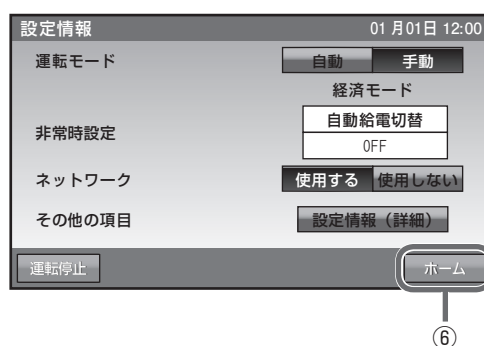 設定情報 01月01日 12:00
運転モード 自動 手動
経済モード
非常時設定 自動給電切替
OFF
ネットワーク 使用する 使用しない
その他の項目 設定情報（詳細）
運転停止 ホーム
⑥